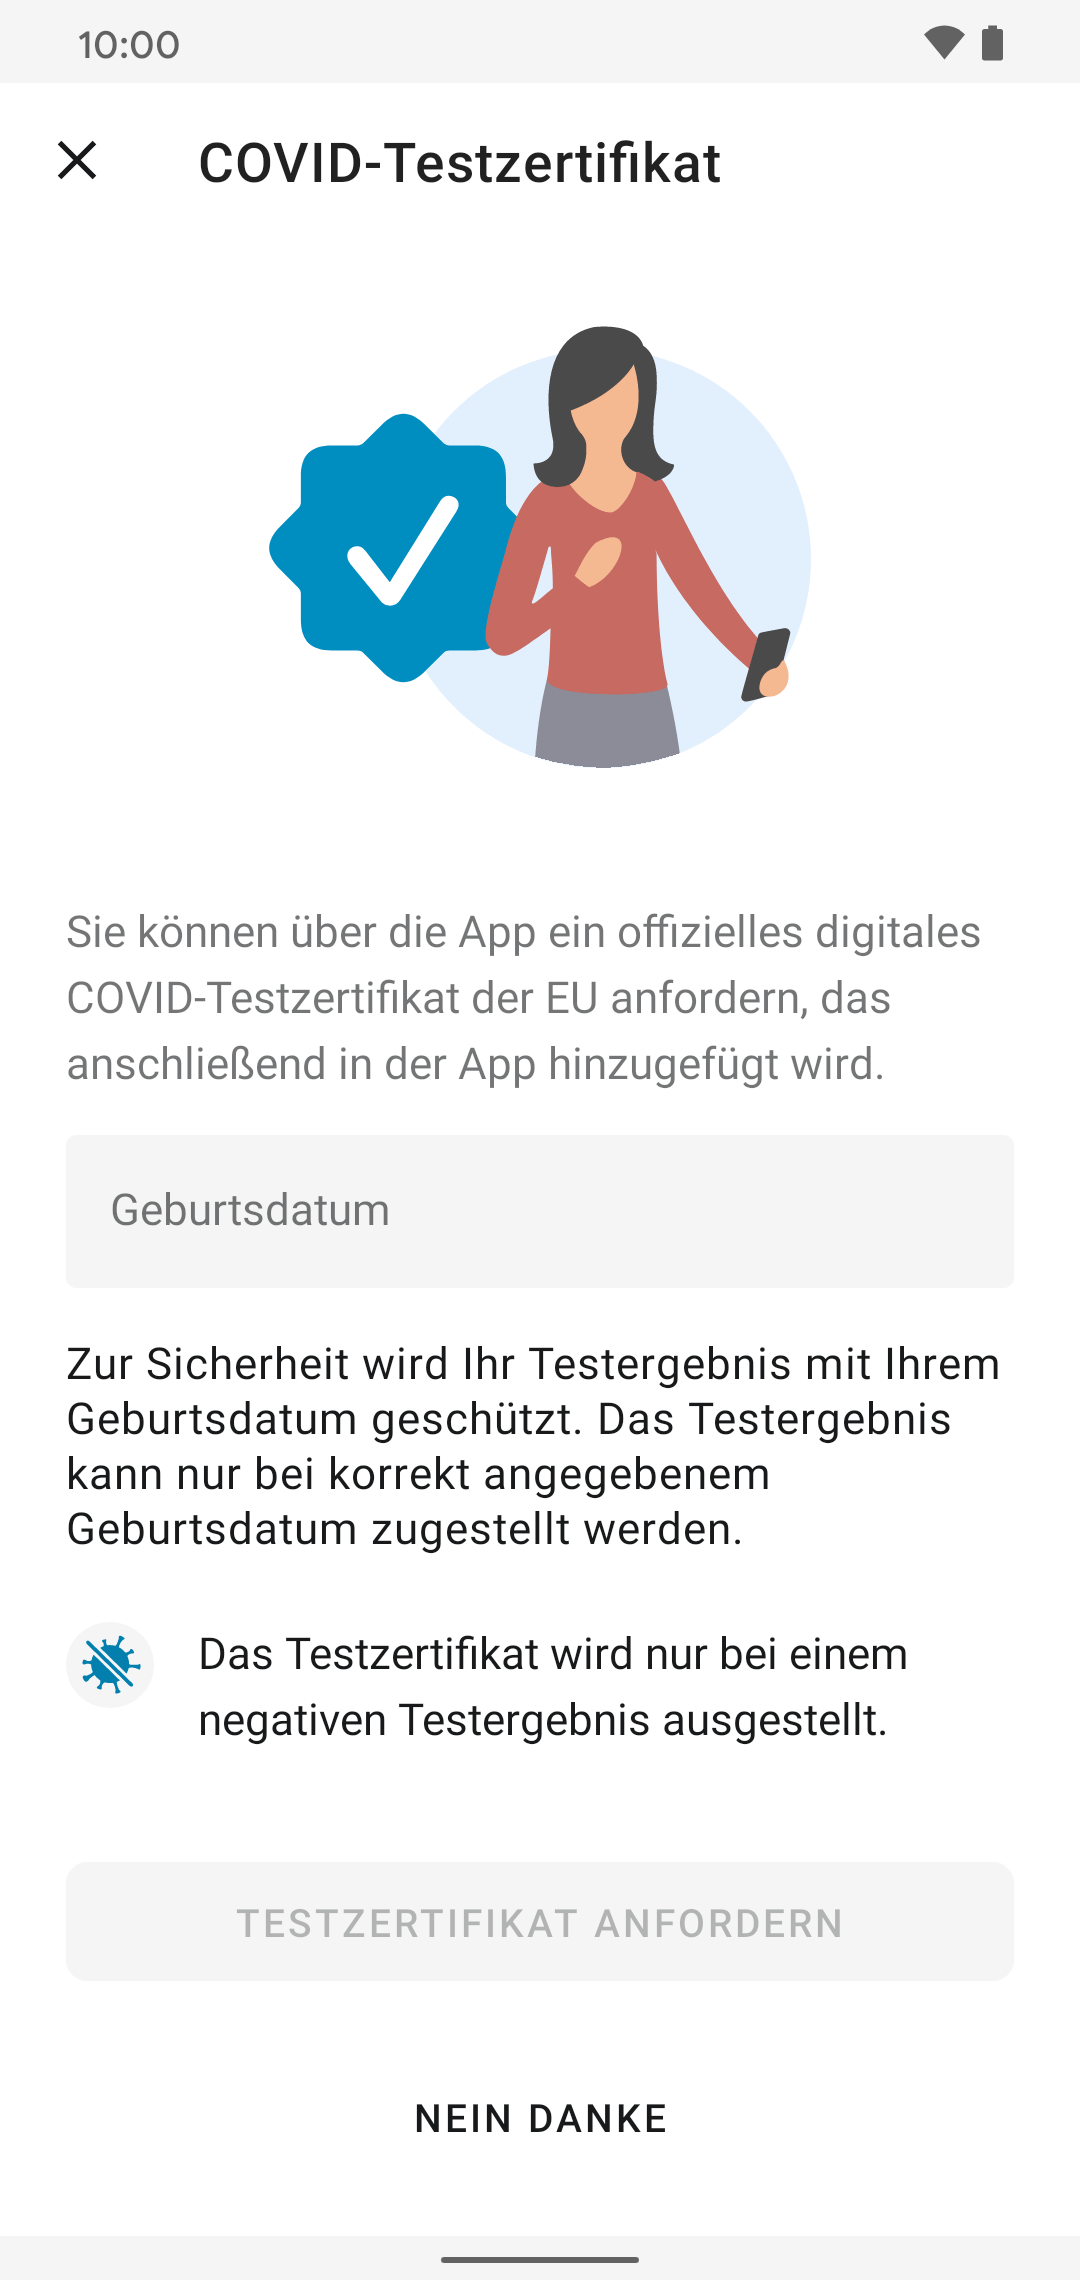 10:00
COVID-Testzertifikat
Sie können über die App ein offizielles digitales
COVID-Testzertifikat der EU anfordern, das
anschließend in der App hinzugefügt wird.
Geburtsdatum
Zur Sicherheit wird Ihr Testergebnis mit Ihrem
Geburtsdatum geschützt. Das Testergebnis
kann nur bei korrekt angegebenem
Geburtsdatum zugestellt werden.
Das Testzertifikat wird nur bei einem
negativen Testergebnis ausgestellt.
TESTZERTIFIKAT ANFORDERN
NEIN DANKE